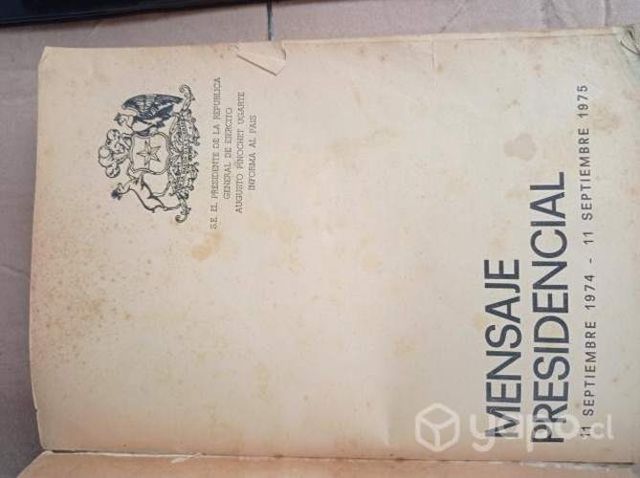 S.E. EL PRESIDENTE DE LA REPUBLICA
GENERAL DE EJERCITO
AUGUSTO PINOCHET UGARTE
INFORMA AL PAIS
MENSAJE
PRESIDENCIAL
11 SEPTIEMBRE 1974 - 11 SEPTIEMBRE 1975
yapo.cl